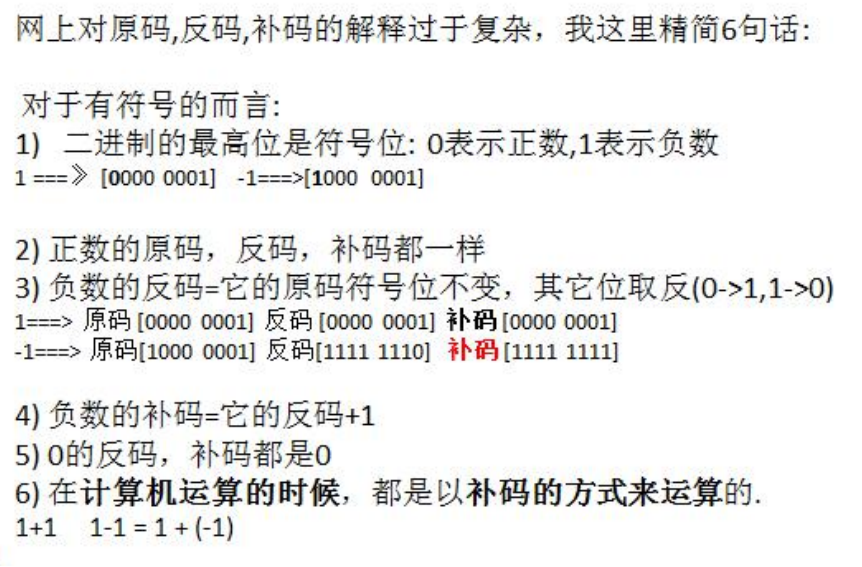 网上对原码,反码,补码的解释过于复杂，我这里精简6句话:
对于有符号的而言:
1) 二进制的最高位是符号位: 0表示正数,1表示负数
1 ===》 [0000 0001] -1===>[1000 0001]
2) 正数的原码，反码，补码都一样
3) 负数的反码=它的原码符号位不变，其它位取反(0->1,1->0)
1===> 原码 [0000 0001] 反码 [0000 0001] 补码 [0000 0001]
-1===> 原码[1000 0001] 反码[1111 1110] 补码 [1111 1111]
4) 负数的补码=它的反码+1
5) 0的反码，补码都是0
6) 在计算机运算的时候，都是以补码的方式来运算的.
1+1 1-1 = 1 + (-1)